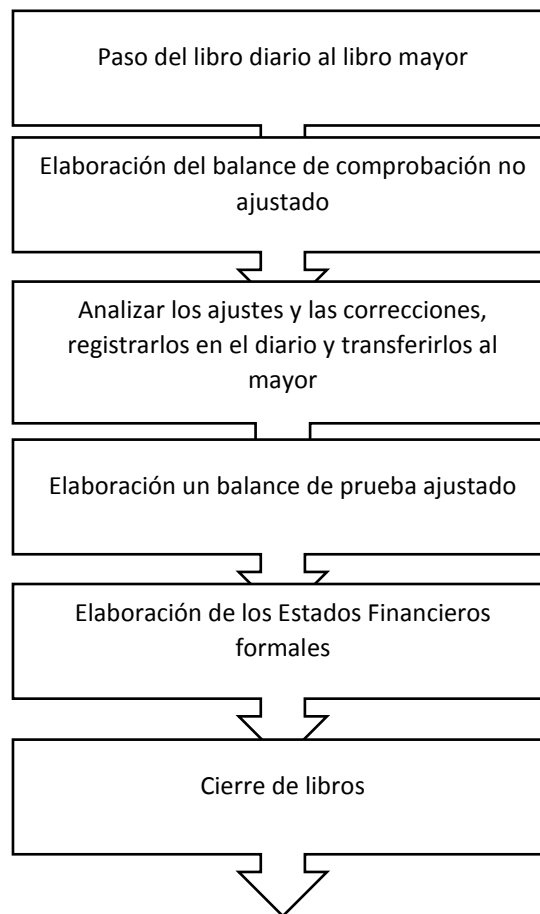 Paso del libro diario al libro mayor
Elaboración del balance de comprobación no
ajustado
Analizar los ajustes y las correcciones,
registrarlos en el diario y transferirlos al
mayor
Elaboración un balance de prueba ajustado
Elaboración de los Estados Financieros
formales
Cierre de libros